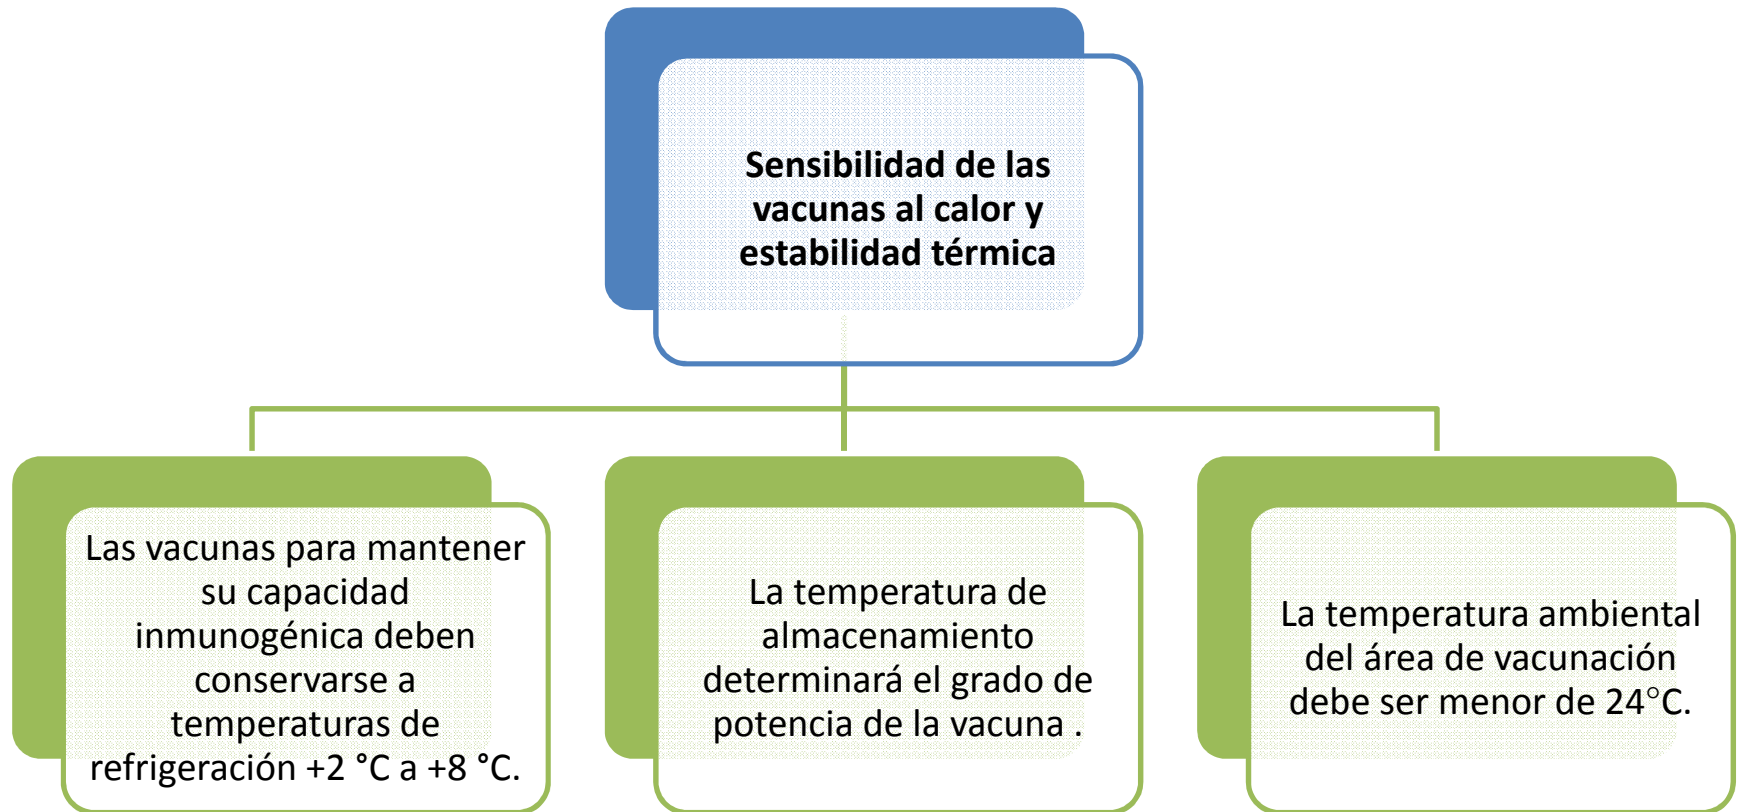 Sensibilidad de las
vacunas al calor y
estabilidad térmica
Las vacunas para mantener
su capacidad
inmunogénica deben
conservarse a
temperaturas de
refrigeración +2 °C a +8 °C.
La temperatura de
almacenamiento
determinará el grado de
potencia de la vacuna .
La temperatura ambiental
del área de vacunación
debe ser menor de 24°C.